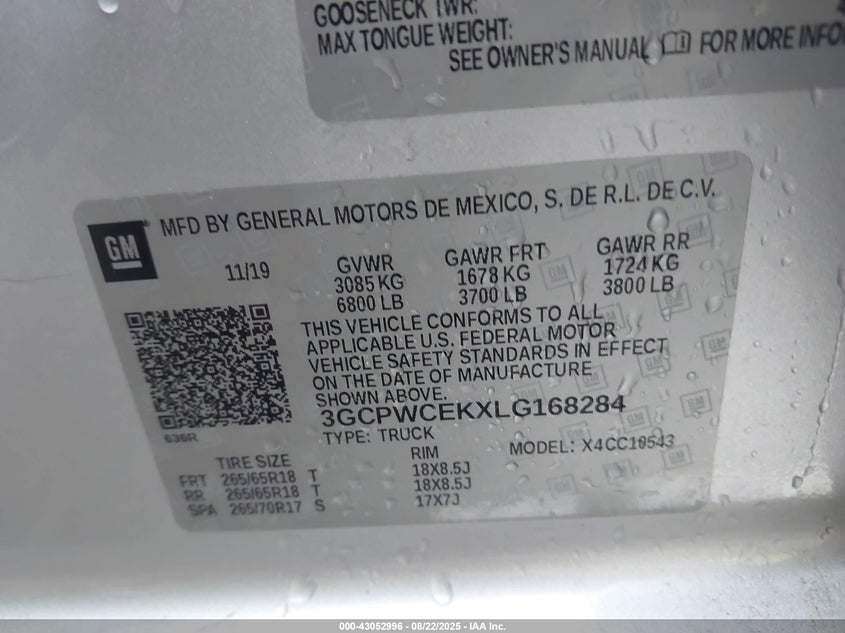 GOOSENECK TWR:
MAX TONGUE WEIGHT:
SEE OWNER'S MANUAL FOR MORE
GM
MFD BY GENERAL MOTORS DE MEXICO, S. DE R.L. DE C.V.
11/19 GVWR GAWR FRT GAWR RR
3085 KG 1678 KG 1724 KG
6800 LB 3700 LB 3800 LB
THIS VEHICLE CONFORMS TO ALL
APPLICABLE U.S. FEDERAL MOTOR
VEHICLE SAFETY STANDARDS IN EFFECT
ON THE DATE OF MANUFACTURE
SHOWN ABOVE.
3GCPWCEKXLG168284
636R
TYPE: TRUCK MODEL: X4CC10543
TIRE SIZE RIM
FRT 265/65R18 T 18X8.5J
RR 265/65R18 T 18X8.5J
SPA 265/70R17 S 17X7J
000-43052996 - 08/22/2025 - IAA Inc.